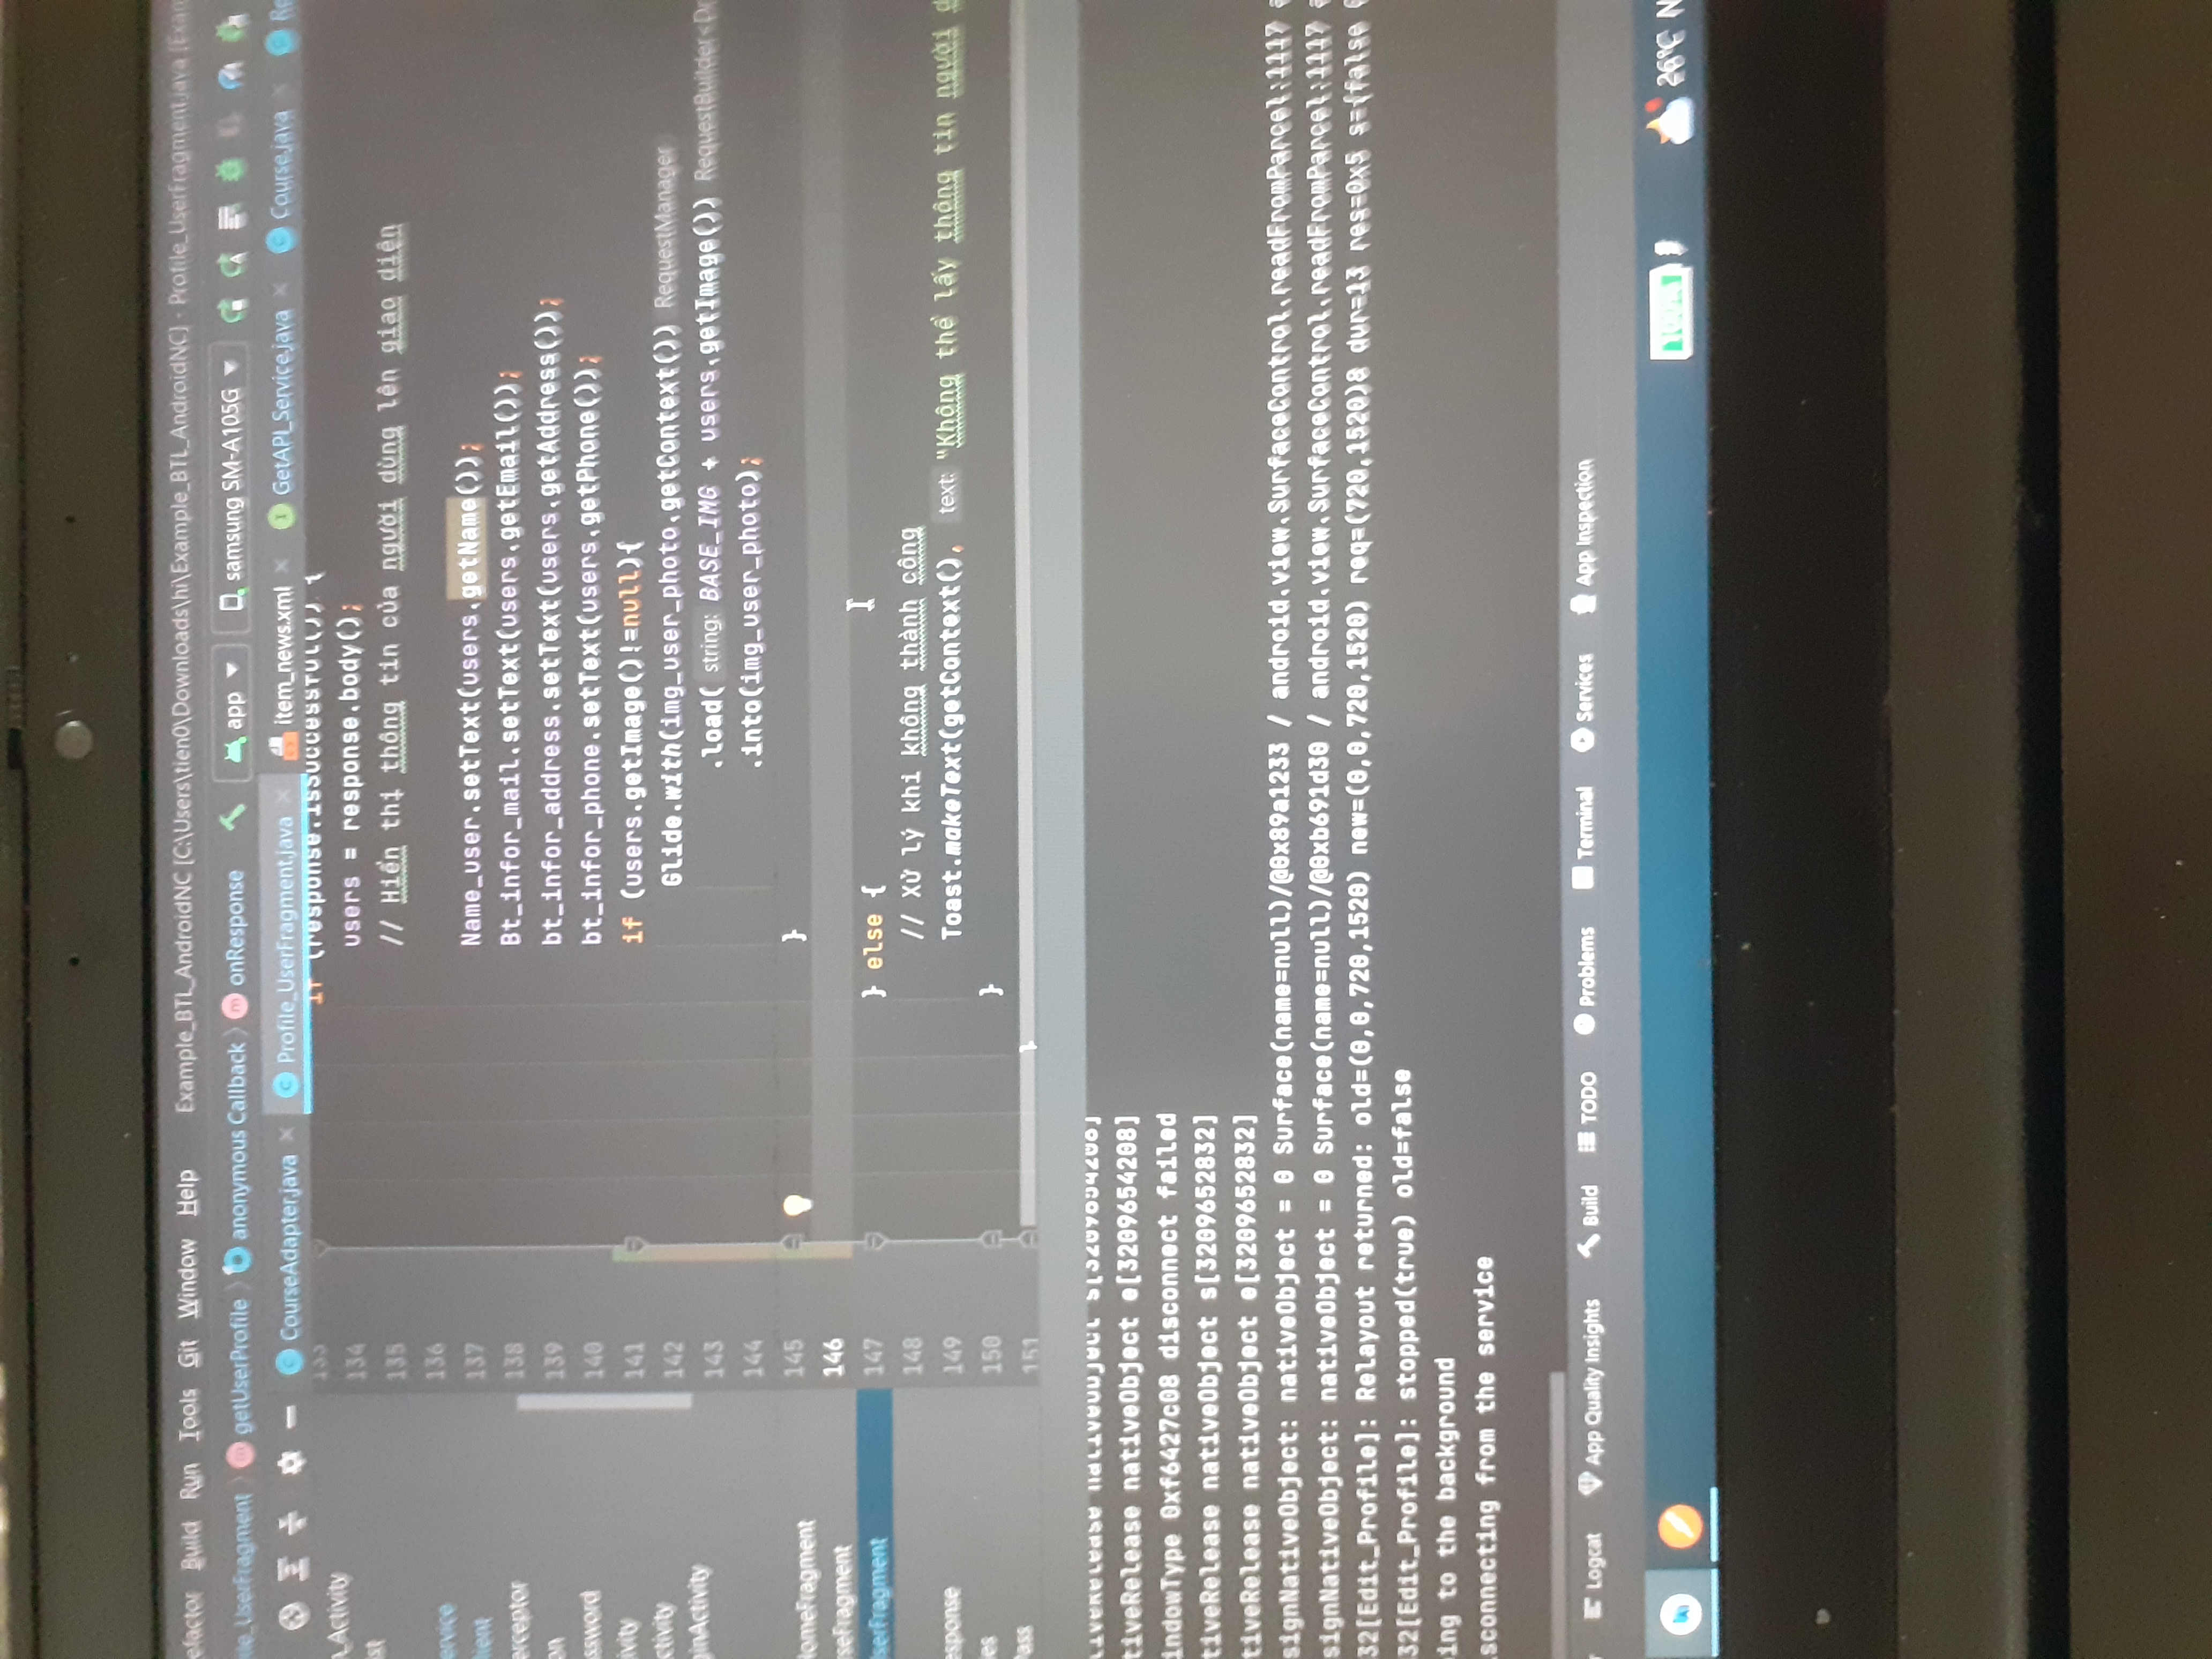 efactor Build Run Tools Git Window Help Example_BTL_AndroidNC [C:\Users\tien0\Downloads\hi\Example_BTL_AndroidNC] - Profile_UserFragment.java [Exam
ile_UserFragment m getUserProfile anonymous Callback m onResponse app samsung SM-A105G
C CourseAdapter.java × C Profile_UserFragment.java × item_news.xml × I GetAPI_Service.java × C Course.java × C Re
n_Activity
st
ervice
lient
erceptor
on
ssword
ivity
ctivity
ginActivity
HomeFragment
rseFragment
UserFragment
esponse
es
Pass
133 if (response.isSuccessful()) {
134 users = response.body();
135 // Hiển thị thông tin của người dùng lên giao diện
136
137 Name_user.setText(users.getName());
138 Bt_infor_mail.setText(users.getEmail());
139 bt_infor_address.setText(users.getAddress());
140 bt_infor_phone.setText(users.getPhone());
141 if (users.getImage()!=null){
142 Glide.with(img_user_photo.getContext()) RequestManager
143 .load( string: BASE_IMG + users.getImage()) RequestBuilder<Dr
144 .into(img_user_photo);
145 }
146
147 } else {
148 // Xử lý khi không thành công
149 Toast.makeText(getContext(), text: "Không thể lấy thông tin người d
150 }
151 }
tiveRelease nativeObject s[3209654208]
tiveRelease nativeObject e[3209654208]
indowType 0xf6427c08 disconnect failed
tiveRelease nativeObject s[3209652832]
tiveRelease nativeObject e[3209652832]
signNativeObject: nativeObject = 0 Surface(name=null)/@0x89a1233 / android.view.SurfaceControl.readFromParcel:1117
signNativeObject: nativeObject = 0 Surface(name=null)/@0xb691d30 / android.view.SurfaceControl.readFromParcel:1117
32[Edit_Profile]: Relayout returned: old=(0,0,720,1520) new=(0,0,720,1520) req=(720,1520)8 dur=13 res=0x5 s={false
32[Edit_Profile]: stopped(true) old=false
ing to the background
sconnecting from the service
r Logcat App Quality Insights Build TODO Problems Terminal Services App Inspection
100% 26°C N